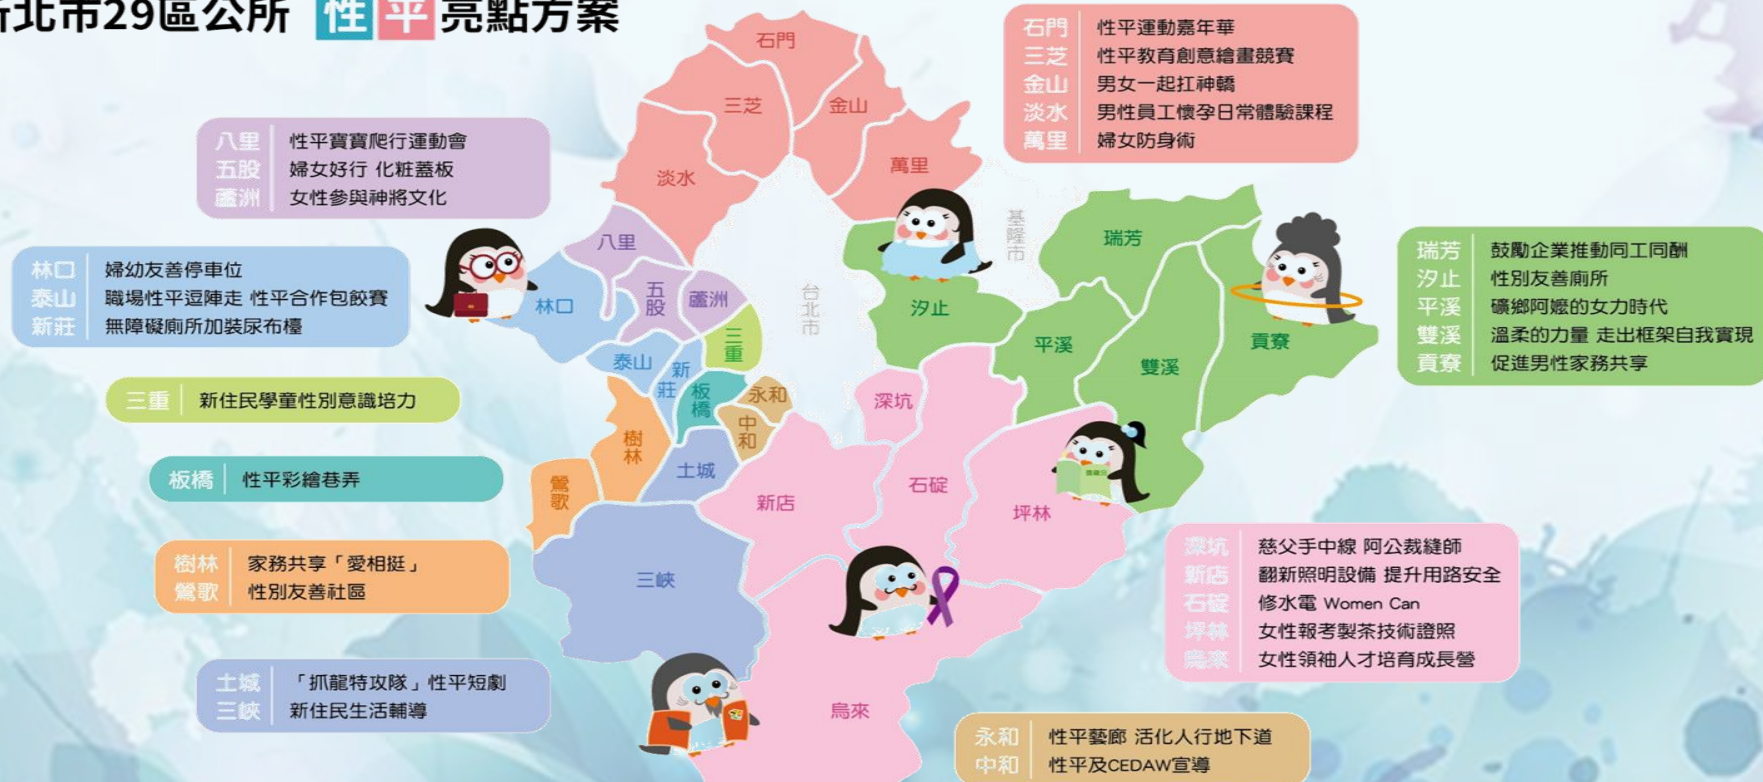 新北市29區公所 性平亮點方案
石門 性平運動嘉年華
三芝 性平教育創意繪畫競賽
金山 男女一起扛神轎
淡水 男性員工懷孕日常體驗課程
萬里 婦女防身術
八里 性平寶寶爬行運動會
五股 婦女好行 化粧蓋板
蘆洲 女性參與神將文化
林口 婦幼友善停車位
泰山 職場性平逗陣走 性平合作包餃賽
新莊 無障礙廁所加裝尿布檯
三重 新住民學童性別意識培力
板橋 性平彩繪巷弄
樹林 家務共享「愛相挺」
鶯歌 性別友善社區
土城 「抓龍特攻隊」性平短劇
三峽 新住民生活輔導
石門
三芝
金山
淡水
萬里
八里
五股
蘆洲
林口
三重
泰山
新莊
板橋
永和
中和
樹林
鶯歌
土城
三峽
新店
深坑
石碇
坪林
烏來
台北市
基隆市
汐止
瑞芳
平溪
雙溪
貢寮
瑞芳 鼓勵企業推動同工同酬
汐止 性別友善廁所
平溪 礦鄉阿嬤的女力時代
雙溪 溫柔的力量 走出框架自我實現
貢寮 促進男性家務共享
深坑 慈父手中線 阿公裁縫師
新店 翻新照明設備 提升用路安全
石碇 修水電 Women Can
坪林 女性報考製茶技術證照
烏來 女性領袖人才培育成長營
永和 性平藝廊 活化人行地下道
中和 性平及CEDAW宣導